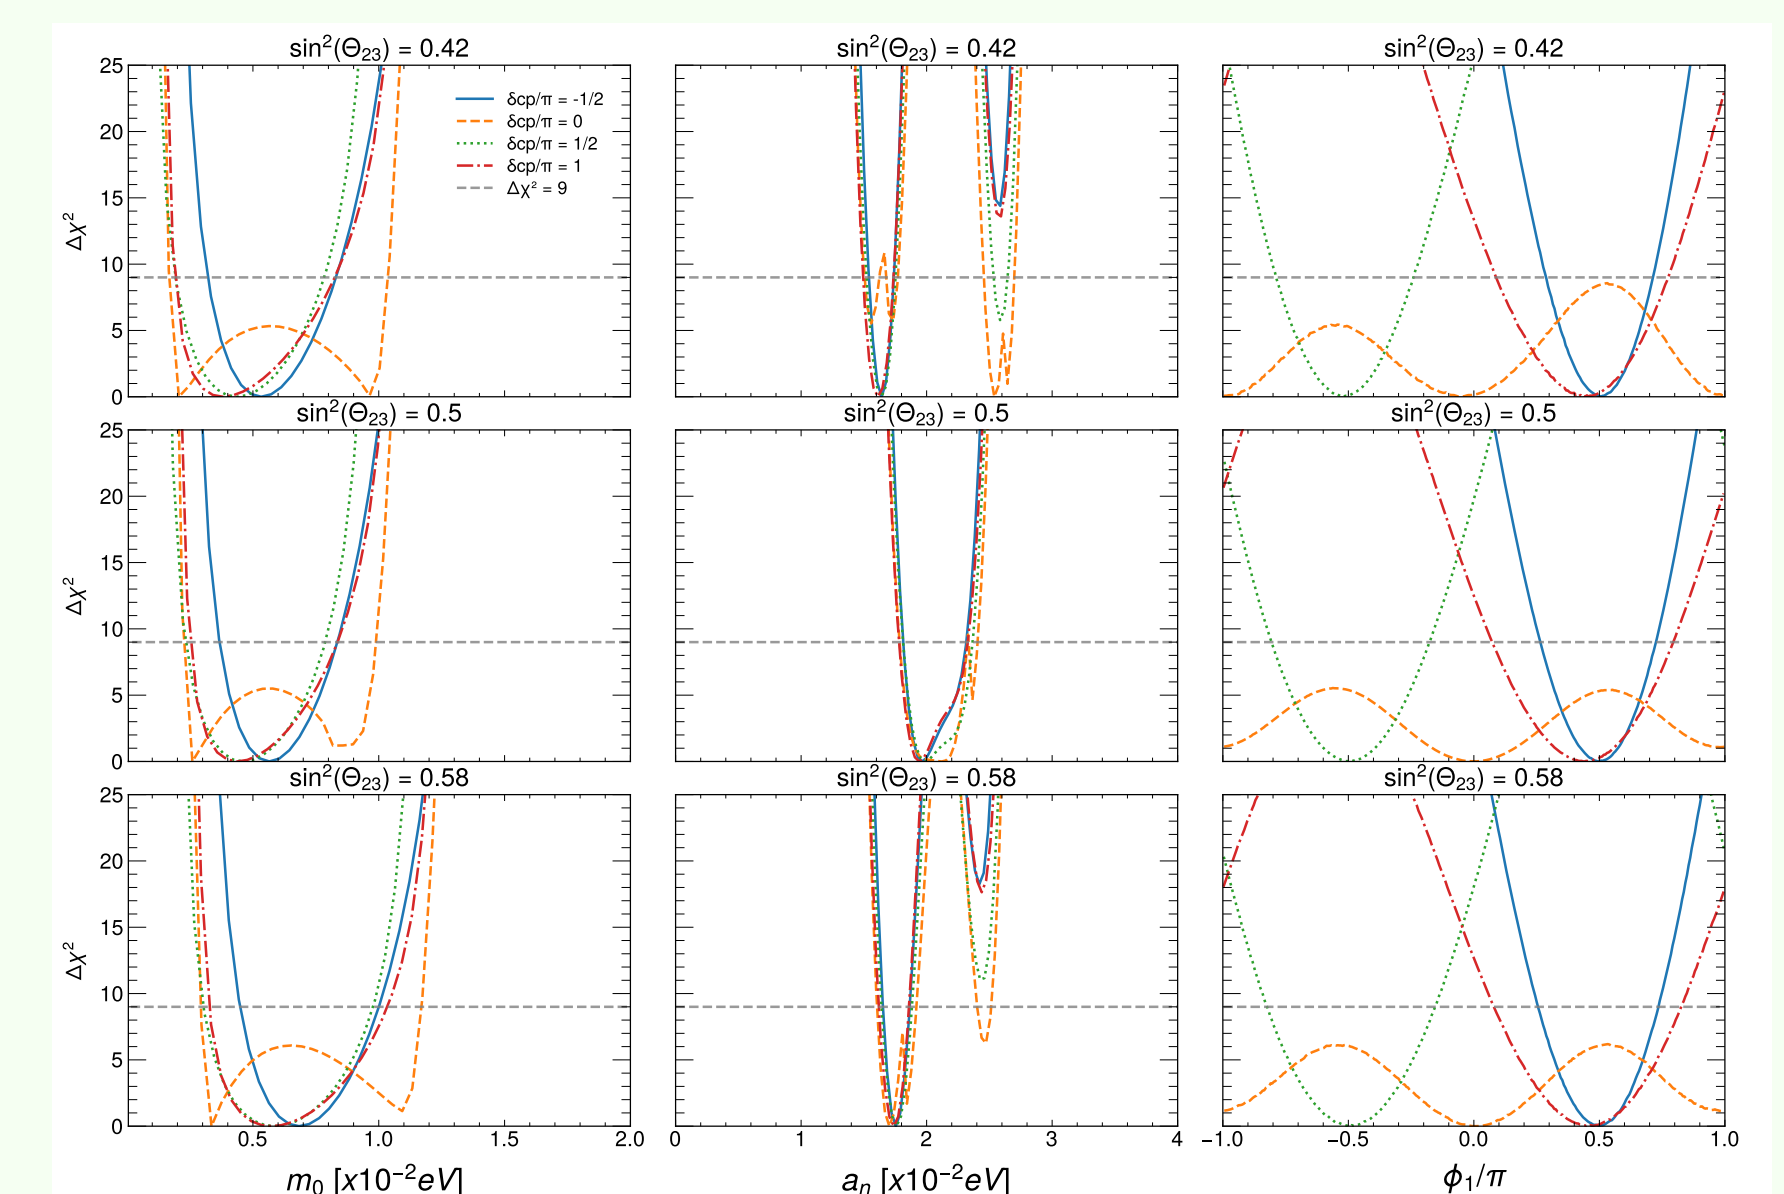 sin²(Θ₂₃) = 0.42
sin²(Θ₂₃) = 0.42
sin²(Θ₂₃) = 0.42
25
20
15
10
5
0
Δχ²
δcp/π = -1/2
δcp/π = 0
δcp/π = 1/2
δcp/π = 1
Δχ² = 9
sin²(Θ₂₃) = 0.5
sin²(Θ₂₃) = 0.5
sin²(Θ₂₃) = 0.5
25
20
15
10
5
0
Δχ²
sin²(Θ₂₃) = 0.58
sin²(Θ₂₃) = 0.58
sin²(Θ₂₃) = 0.58
25
20
15
10
5
0
Δχ²
0.5 1.0 1.5 2.0
0 1 2 3 4
−1.0 −0.5 0.0 0.5 1.0
m₀ [x10⁻²eV]
aₙ [x10⁻²eV]
ϕ₁/π